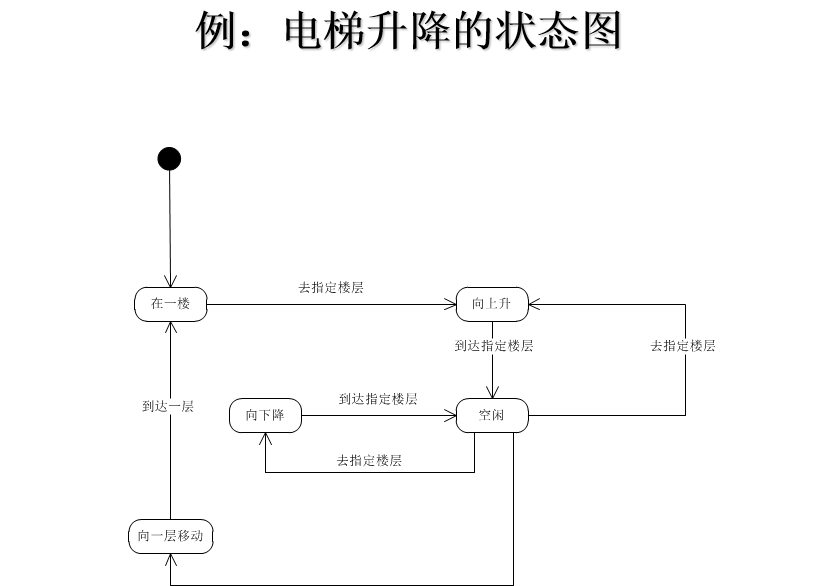 例：电梯升降的状态图
去指定楼层
在一楼
向上升
到达指定楼层
去指定楼层
到达指定楼层
到达一层
向下降
空闲
去指定楼层
向一层移动